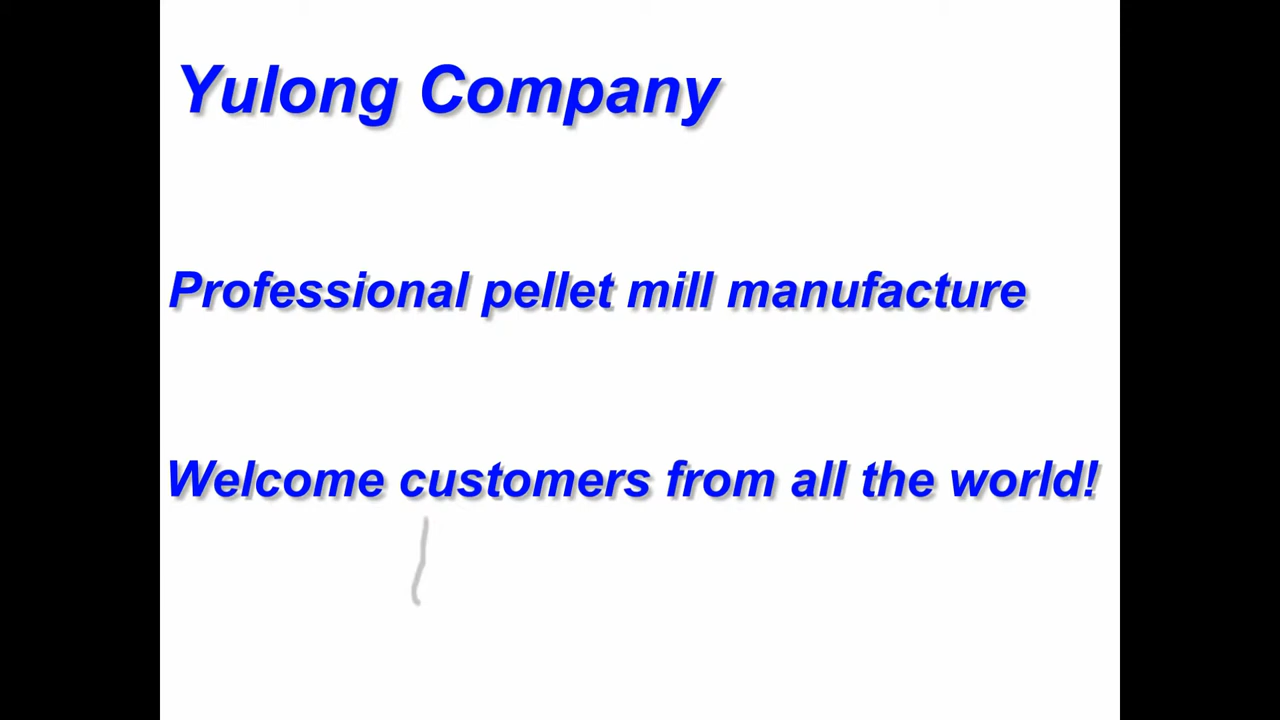 Yulong Company
Professional pellet mill manufacture
Welcome customers from all the world!